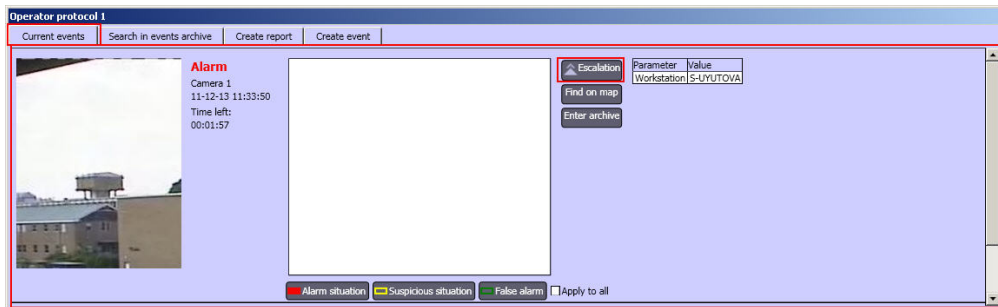 Operator protocol 1
Current events
Search in events archive
Create report
Create event
Alarm
Camera 1
11-12-13 11:33:50
Time left:
00:01:57
Escalation
Find on map
Enter archive
Parameter Value
Workstation S-UYUTOVA
Alarm situation
Suspicious situation
False alarm
Apply to all